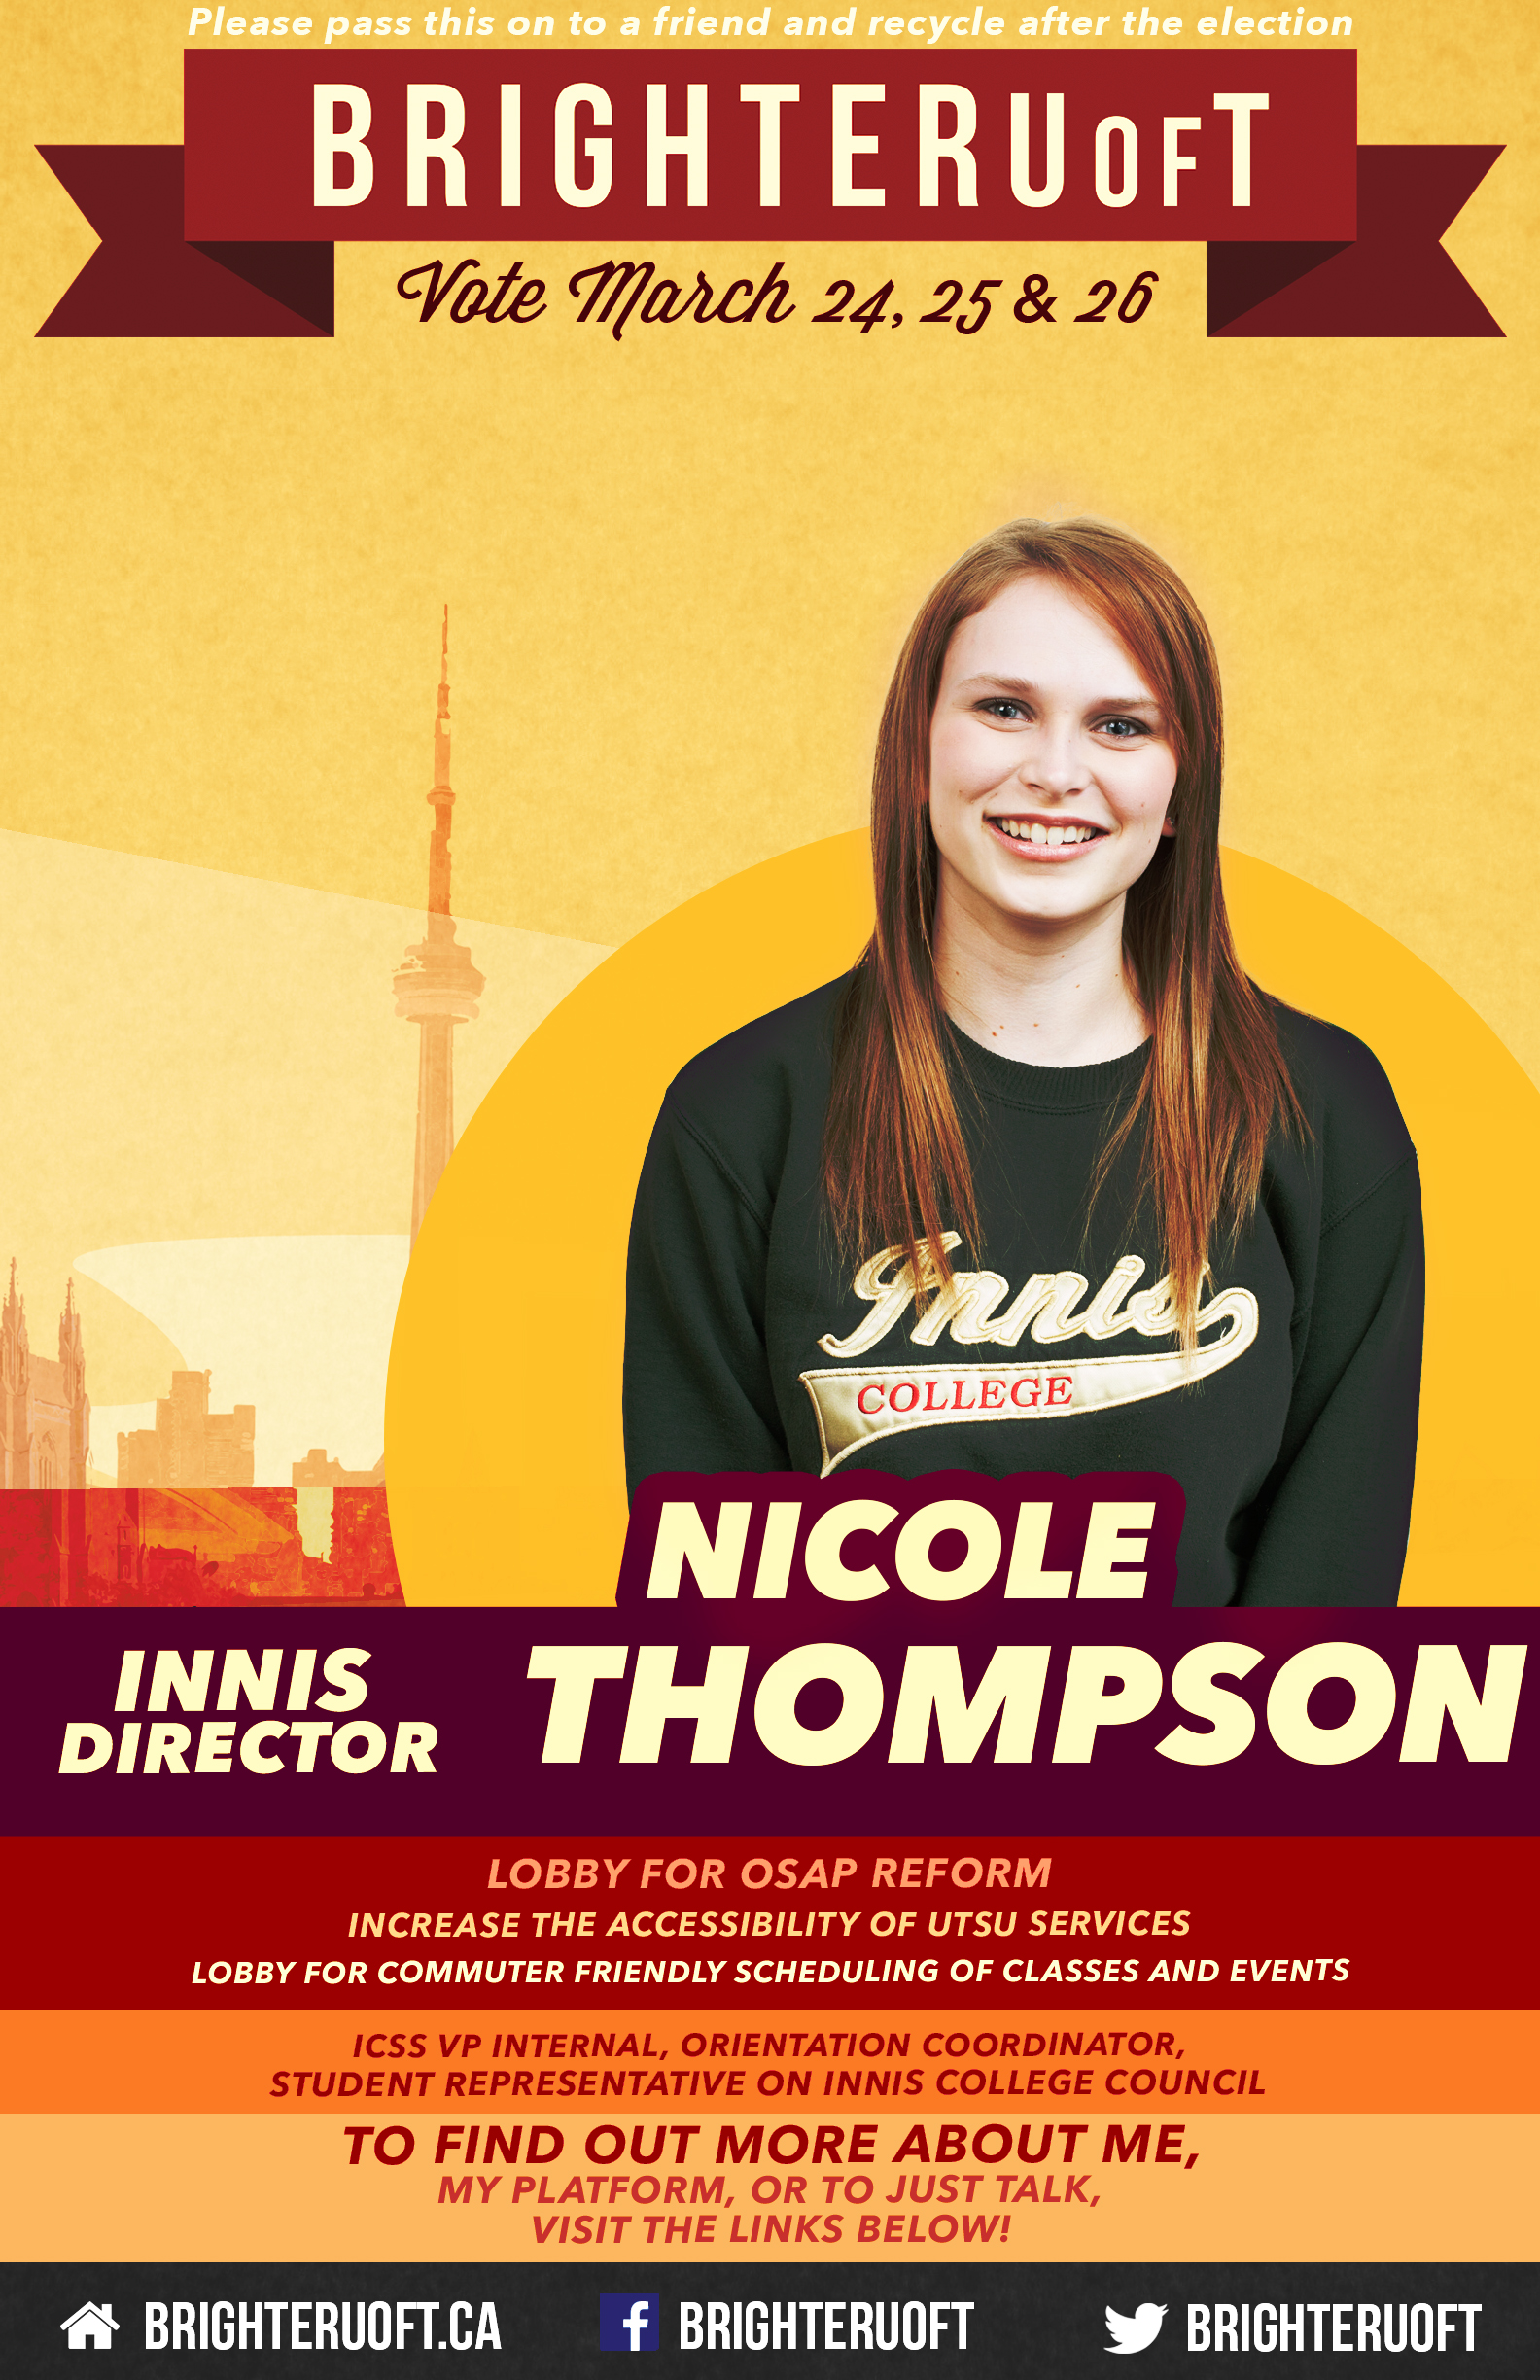 Please pass this on to a friend and recycle after the election
BRIGHTERUOFT
Vote March 24, 25 & 26
Innis
COLLEGE
NICOLE
THOMPSON
INNIS
DIRECTOR
LOBBY FOR OSAP REFORM
INCREASE THE ACCESSIBILITY OF UTSU SERVICES
LOBBY FOR COMMUTER FRIENDLY SCHEDULING OF CLASSES AND EVENTS
ICSS VP INTERNAL, ORIENTATION COORDINATOR,
STUDENT REPRESENTATIVE ON INNIS COLLEGE COUNCIL
TO FIND OUT MORE ABOUT ME,
MY PLATFORM, OR TO JUST TALK,
VISIT THE LINKS BELOW!
BRIGHTERUOFT.CA
f BRIGHTERUOFT
BRIGHTERUOFT